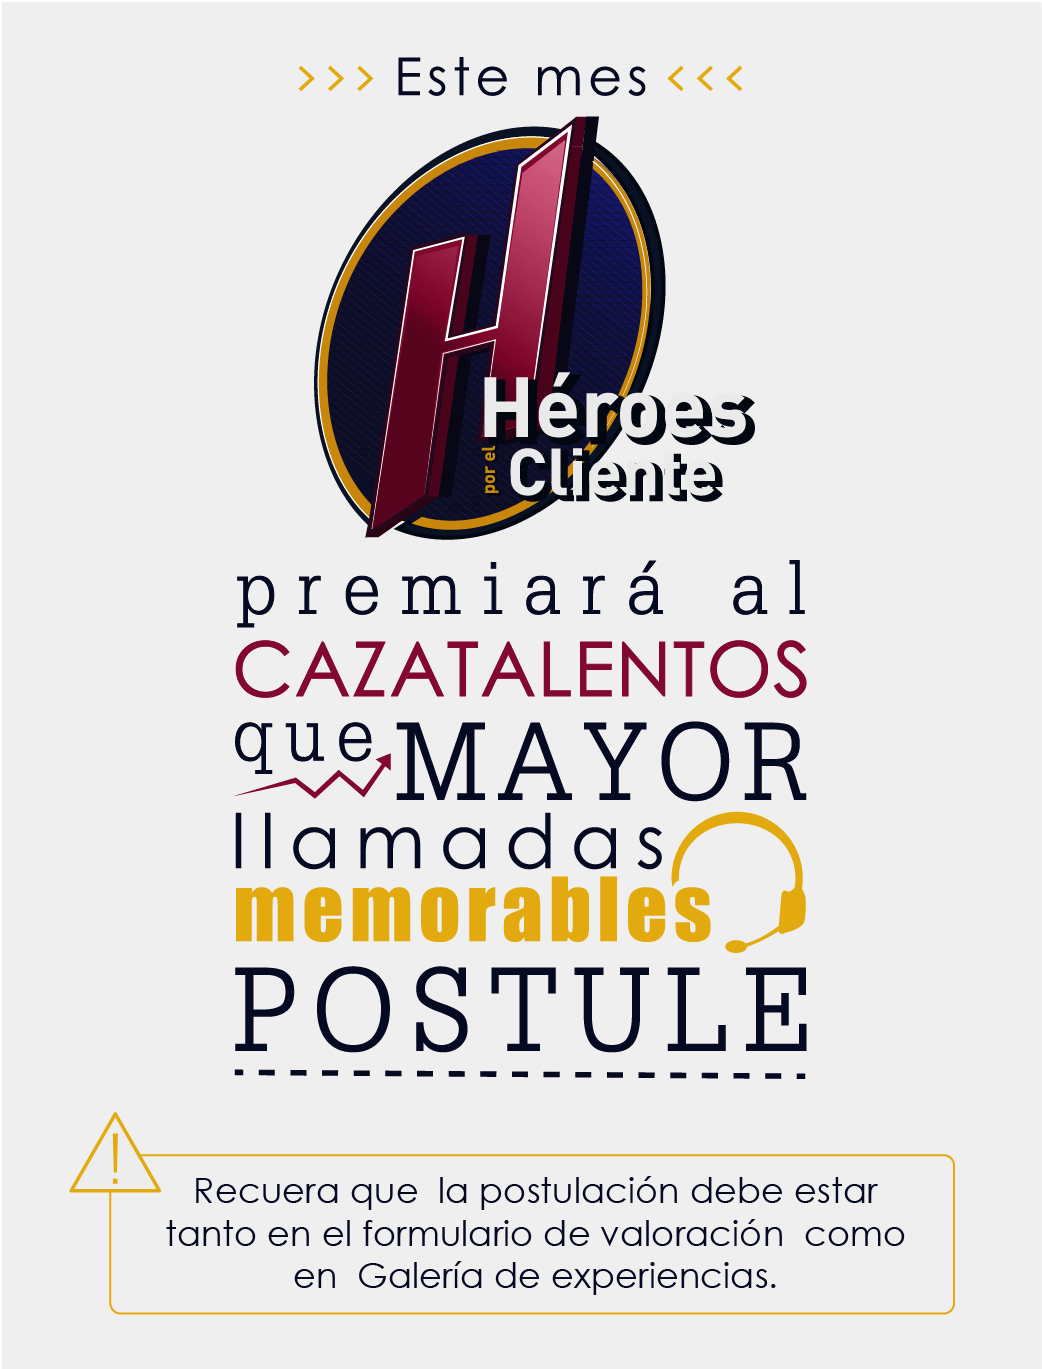 >>> Este mes <<<
H
Héroes
por el
Cliente
premiará al
CAZATALENTOS
que MAYOR
llamadas
memorables
POSTULE
!
Recuera que la postulación debe estar
tanto en el formulario de valoración como
en Galería de experiencias.